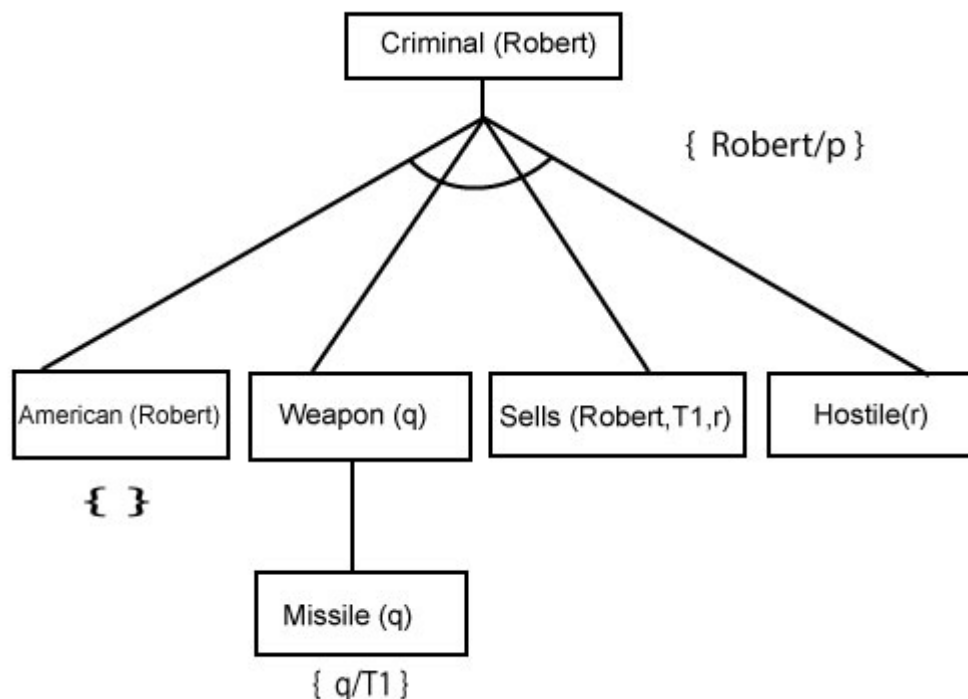 Criminal (Robert)
{ Robert/p }
American (Robert)
Weapon (q)
Sells (Robert,T1,r)
Hostile(r)
{ }
Missile (q)
{ q/T1 }